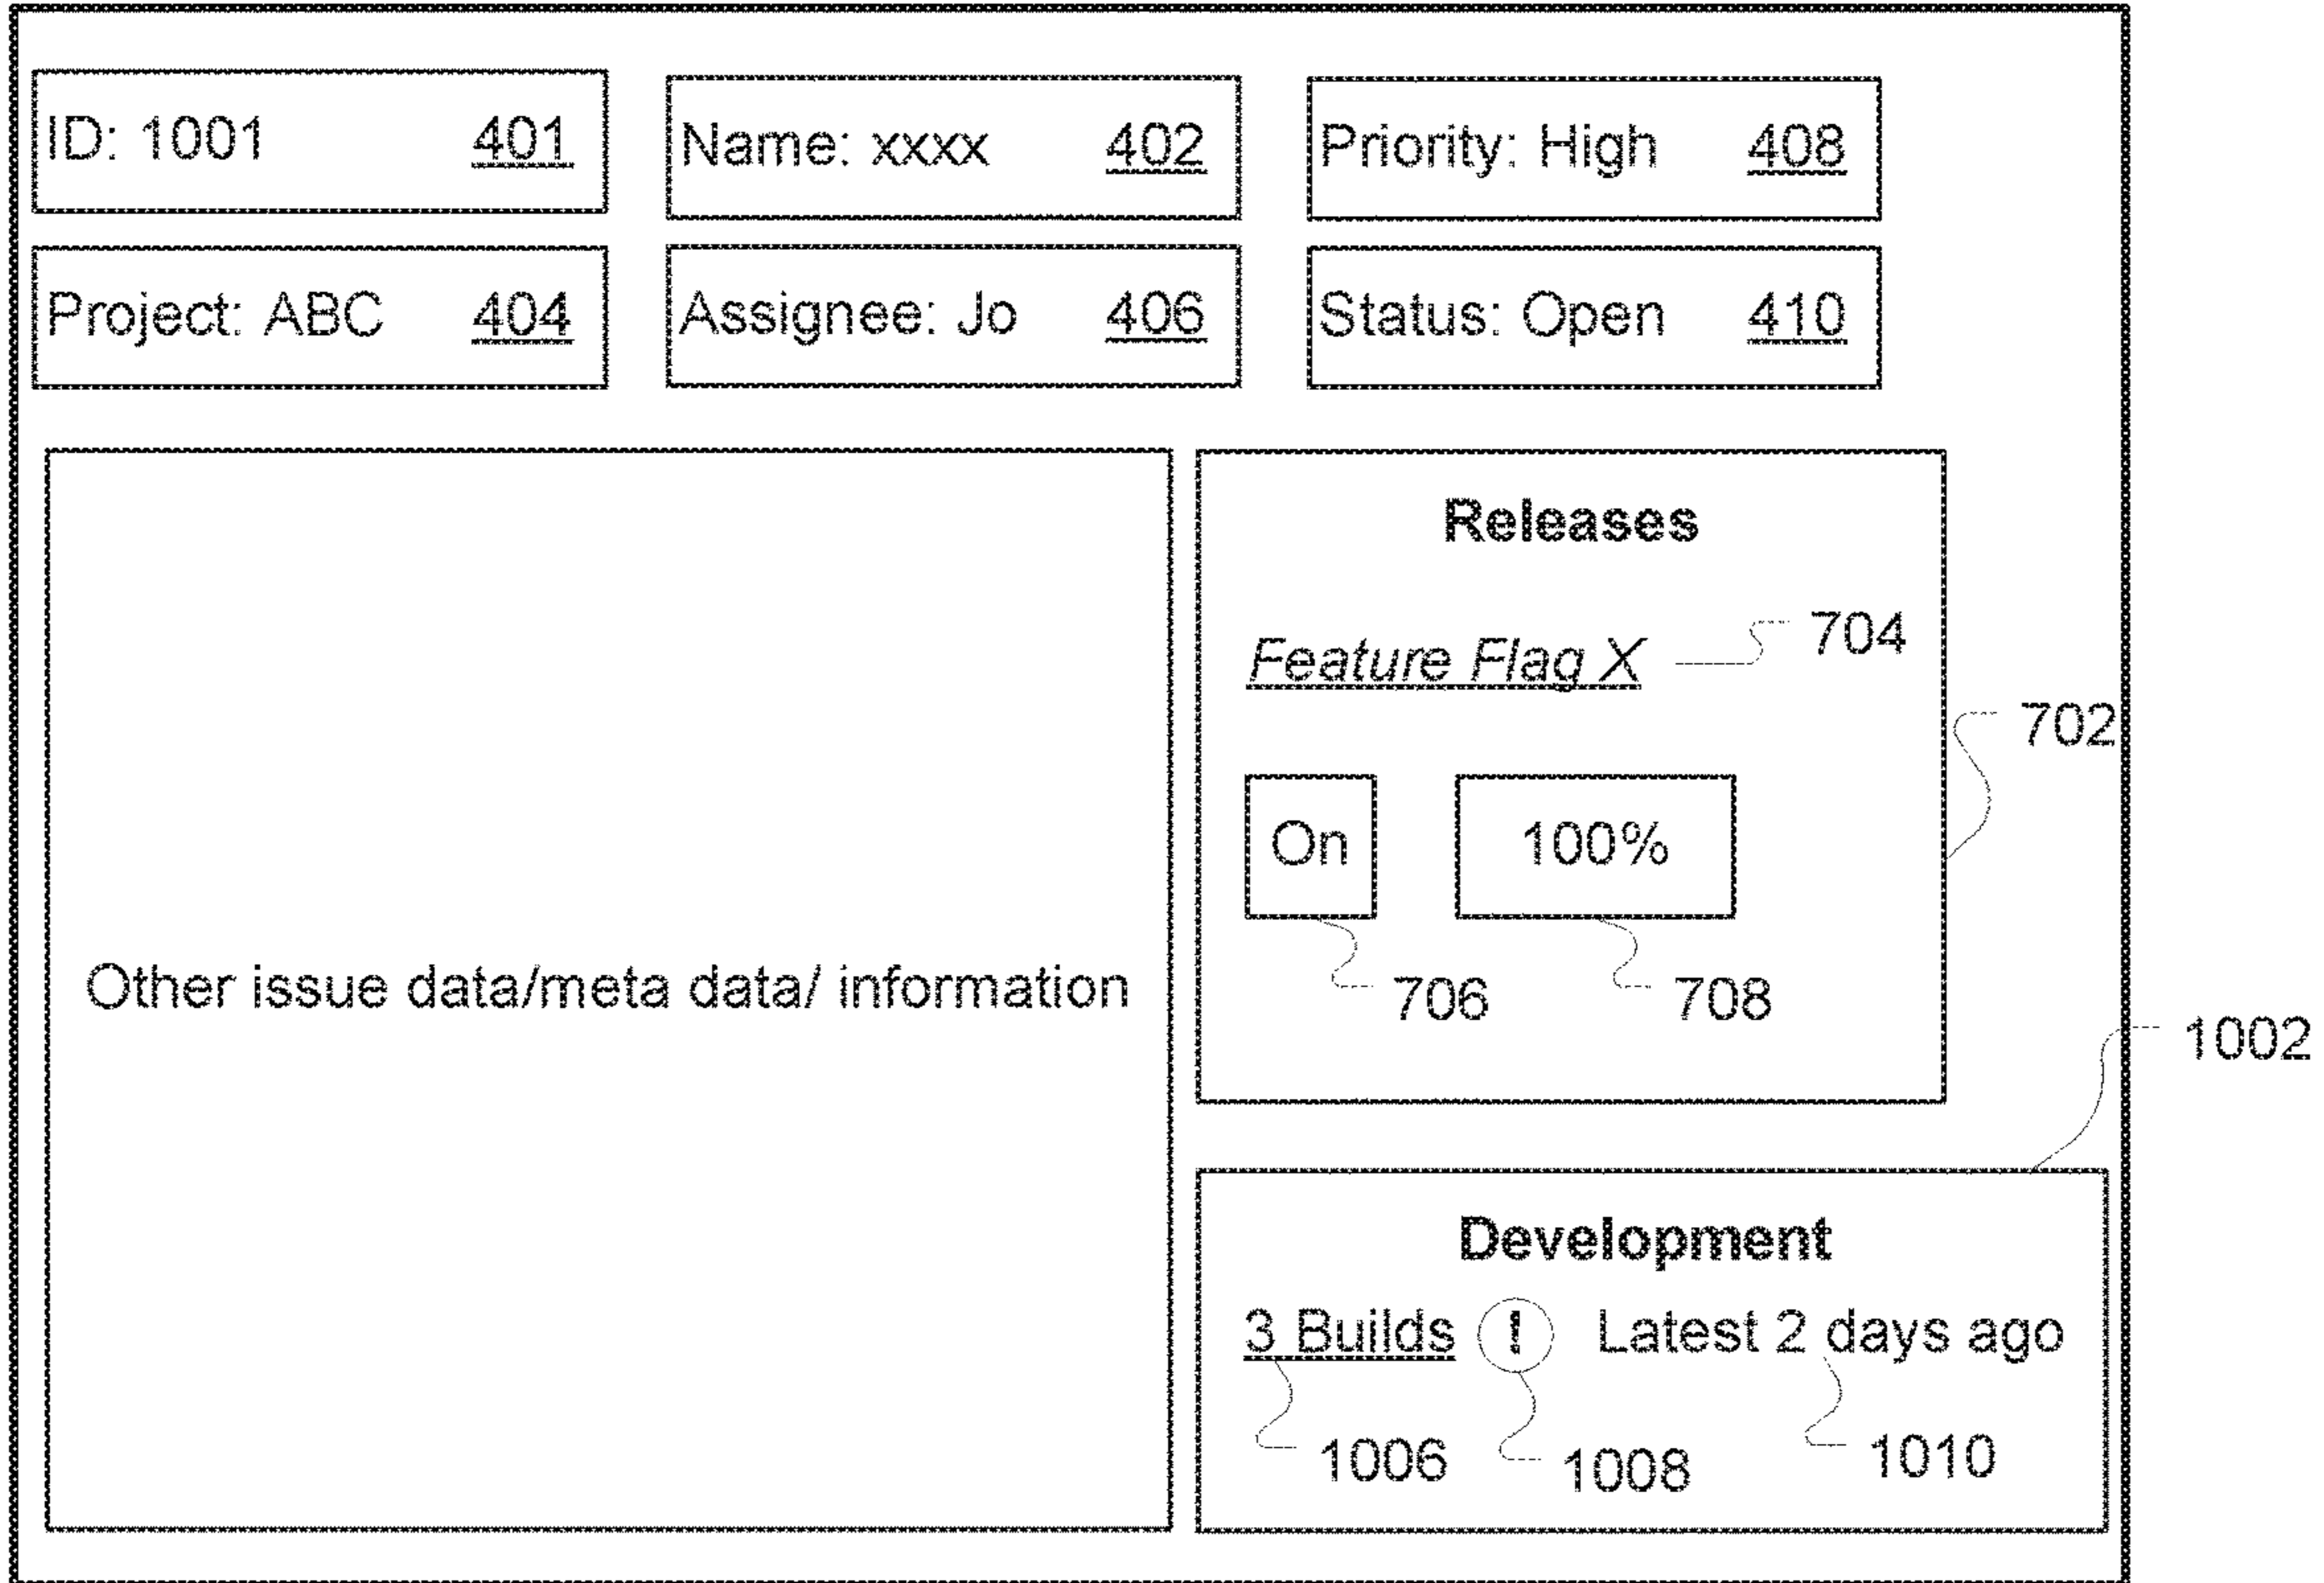 ID: 1001 401
Name: xxxx 402
Priority: High 408
Project: ABC 404
Assignee: Jo 406
Status: Open 410
Other issue data/meta data/ information
Releases
Feature Flag X 704
702
On 100%
706 708
1002
Development
3 Builds ! Latest 2 days ago
1006 1008 1010